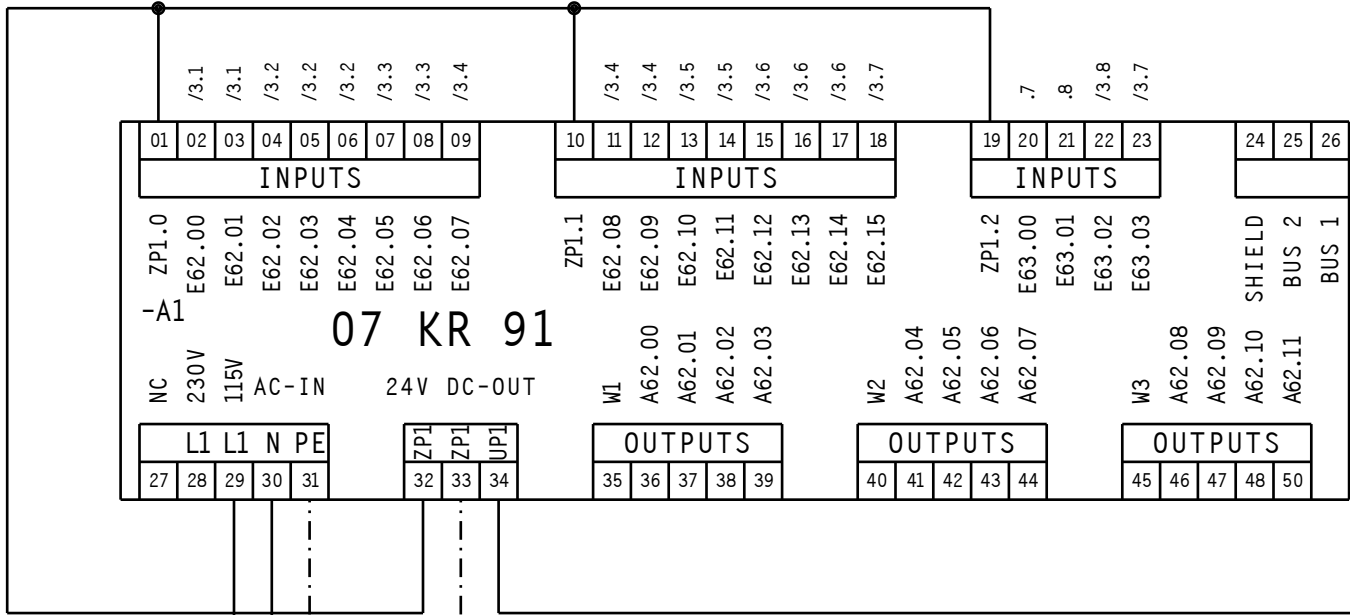 /3.1 /3.1 /3.2 /3.2 /3.2 /3.3 /3.3 /3.4 /3.4 /3.4 /3.5 /3.5 /3.6 /3.6 /3.6 /3.7 .7 .8 /3.8 /3.7
01 02 03 04 05 06 07 08 09 10 11 12 13 14 15 16 17 18 19 20 21 22 23 24 25 26
INPUTS INPUTS INPUTS
ZP1.0 E62.00 E62.01 E62.02 E62.03 E62.04 E62.05 E62.06 E62.07 ZP1.1 E62.08 E62.09 E62.10 E62.11 E62.12 E62.13 E62.14 E62.15 ZP1.2 E63.00 E63.01 E63.02 E63.03 SHIELD BUS 2 BUS 1
-A1
07 KR 91
NC 230V 115V AC-IN 24V DC-OUT W1 A62.00 A62.01 A62.02 A62.03 W2 A62.04 A62.05 A62.06 A62.07 W3 A62.08 A62.09 A62.10 A62.11
L1 L1 N PE ZP1 ZP1 UP1 OUTPUTS OUTPUTS OUTPUTS
27 28 29 30 31 32 33 34 35 36 37 38 39 40 41 42 43 44 45 46 47 48 50